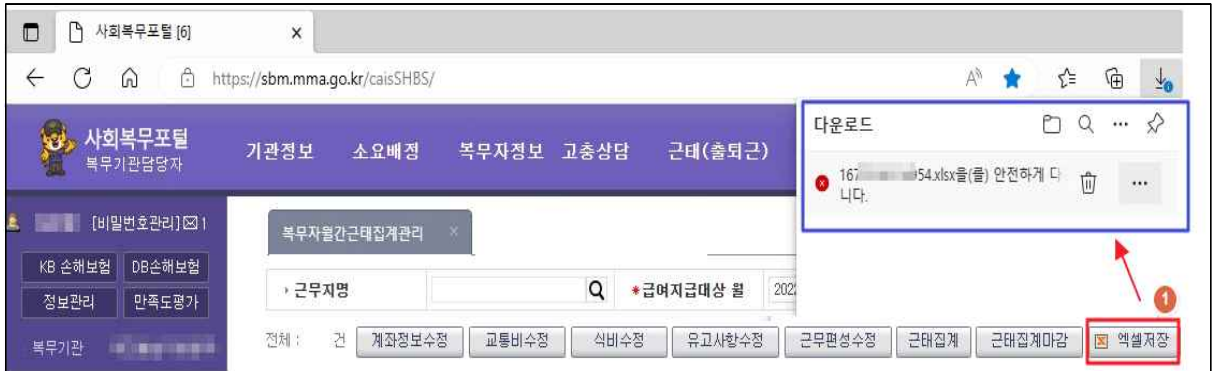 사회복무포털 [6]
https://sbm.mma.go.kr/caisSHBS/
사회복무포털
복무기관담당자
기관정보 소요배정 복무자정보 고충상담 근태(출퇴근)
다운로드
167 954.xlsx을(를) 안전하게 다
니다.
[비밀번호관리] 1
KB 손해보험 DB손해보험
정보관리 만족도평가
복무기관
복무자월간근태집계관리
근무지명 *급여지급대상 월 202
1
전체 : 건 계좌정보수정 교통비수정 식비수정 유고사항수정 근무편성수정 근태집계 근태집계마감 엑셀저장